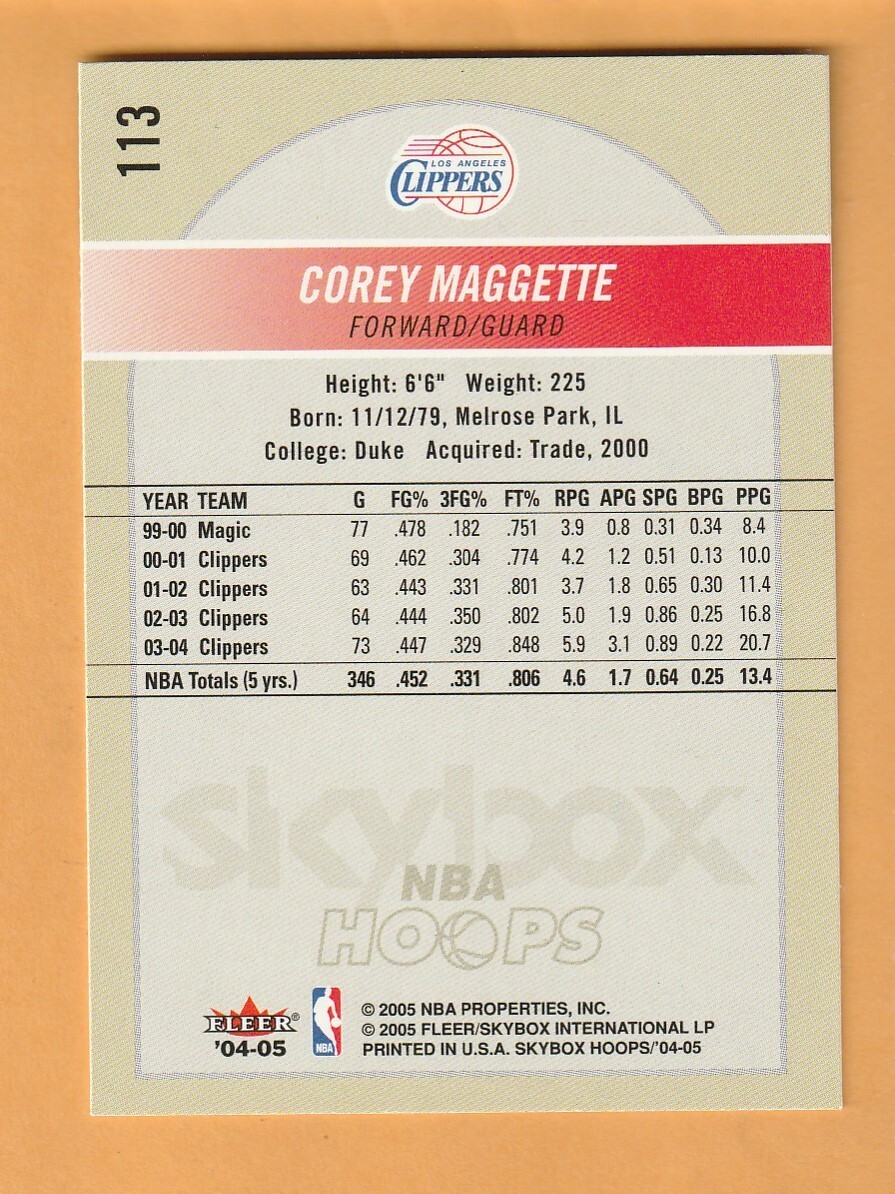 113
LOS ANGELES
CLIPPERS
COREY MAGGETTE
FORWARD/GUARD
Height: 6'6" Weight: 225
Born: 11/12/79, Melrose Park, IL
College: Duke Acquired: Trade, 2000
YEAR TEAM G FG% 3FG% FT% RPG APG SPG BPG PPG
99-00 Magic 77 .478 .182 .751 3.9 0.8 0.31 0.34 8.4
00-01 Clippers 69 .462 .304 .774 4.2 1.2 0.51 0.13 10.0
01-02 Clippers 63 .443 .331 .801 3.7 1.8 0.65 0.30 11.4
02-03 Clippers 64 .444 .350 .802 5.0 1.9 0.86 0.25 16.8
03-04 Clippers 73 .447 .329 .848 5.9 3.1 0.89 0.22 20.7
NBA Totals (5 yrs.) 346 .452 .331 .806 4.6 1.7 0.64 0.25 13.4
skybox
NBA
HOOPS
FLEER®
'04-05
NBA
© 2005 NBA PROPERTIES, INC.
© 2005 FLEER/SKYBOX INTERNATIONAL LP
PRINTED IN U.S.A. SKYBOX HOOPS/'04-05